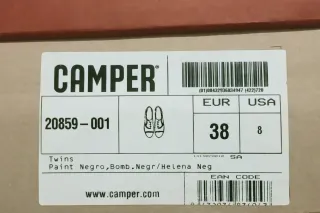 CAMPER®
20859-001
EUR
USA
38
8
Twins
SA
Paint Negro,Bomb.Negr/Helena Neg
www.camper.com
EAN CODE